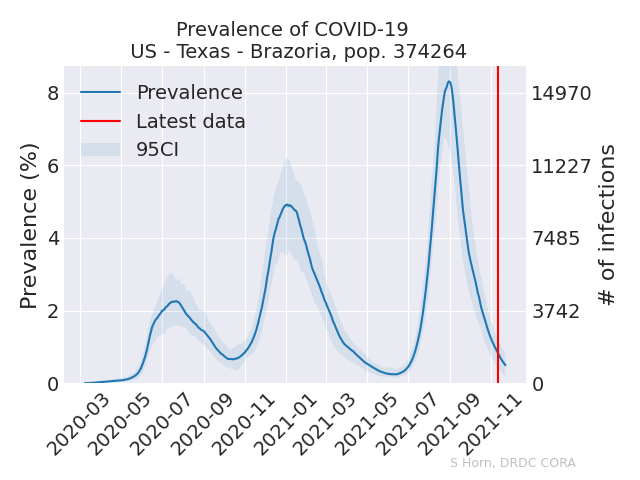 Prevalence of COVID-19
US - Texas - Brazoria, pop. 374264
Prevalence (%)
8
6
4
2
0
Prevalence
Latest data
95CI
14970
11227
7485
3742
0
# of infections
2020-03
2020-05
2020-07
2020-09
2020-11
2021-01
2021-03
2021-05
2021-07
2021-09
2021-11
S Horn, DRDC CORA